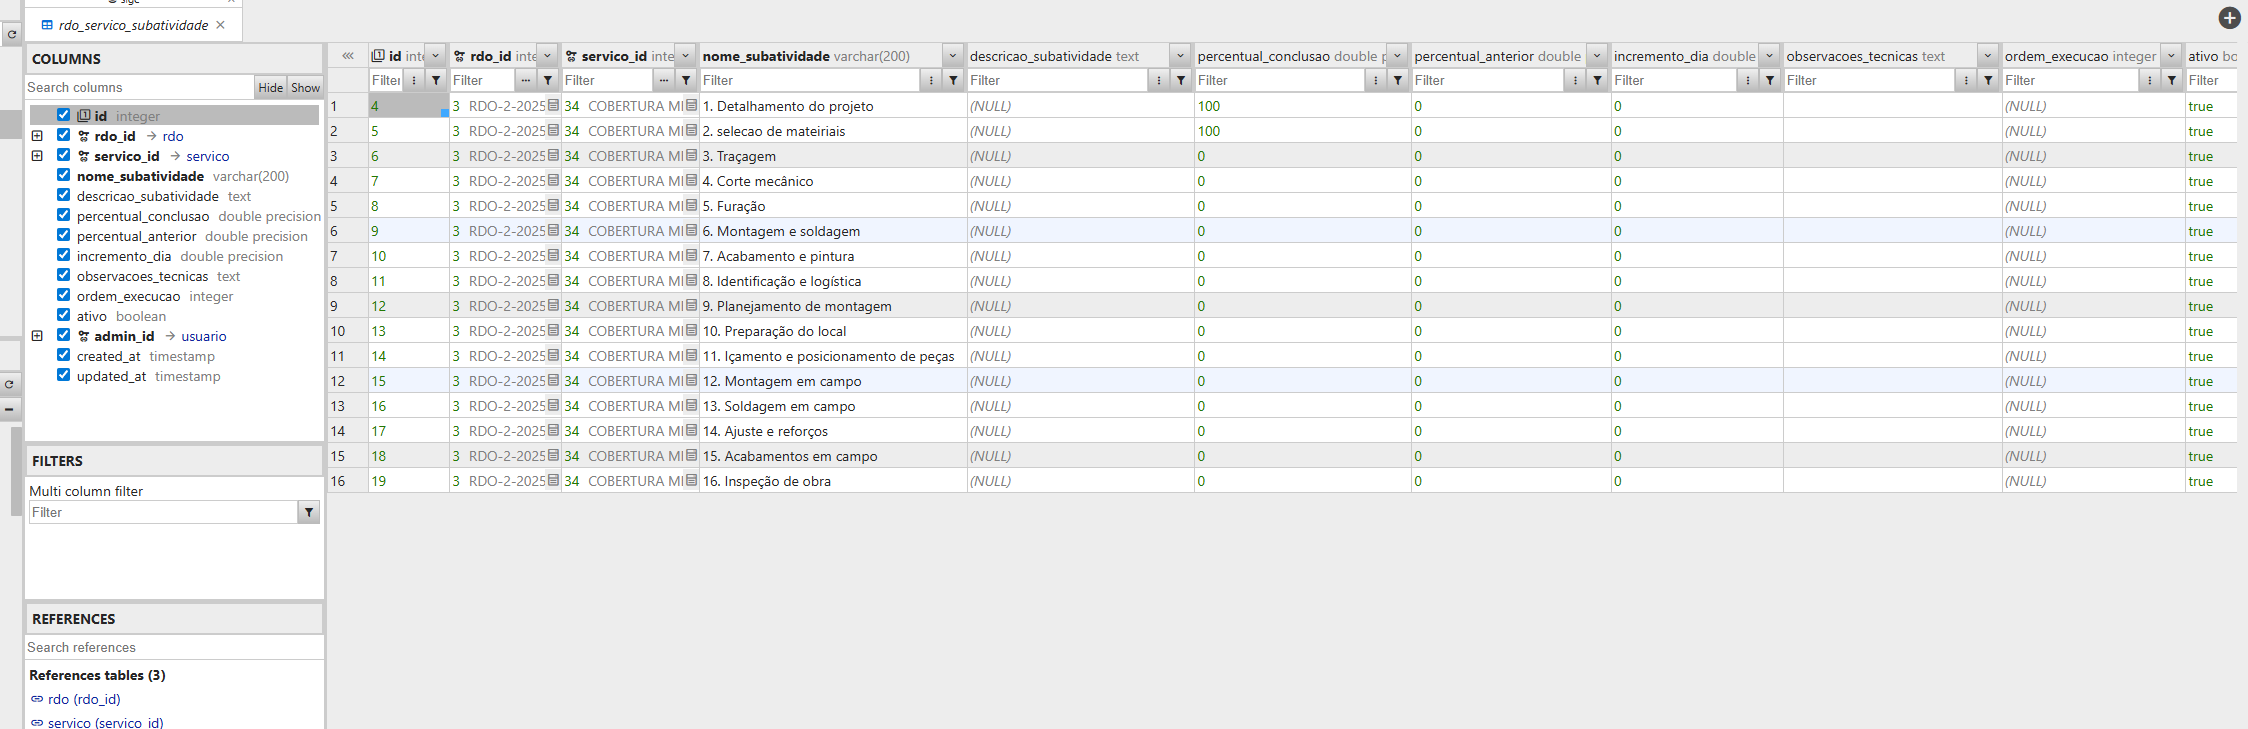 sige
rdo_servico_subatividade
COLUMNS
Search columns Hide Show
id integer
rdo_id → rdo
servico_id → servico
nome_subatividade varchar(200)
descricao_subatividade text
percentual_conclusao double precision
percentual_anterior double precision
incremento_dia double precision
observacoes_tecnicas text
ordem_execucao integer
ativo boolean
admin_id → usuario
created_at timestamp
updated_at timestamp
FILTERS
Multi column filter
Filter
REFERENCES
Search references
References tables (3)
rdo (rdo_id)
servico (servico_id)
id inte rdo_id inte servico_id inte nome_subatividade varchar(200) descricao_subatividade text percentual_conclusao double p percentual_anterior double incremento_dia double observacoes_tecnicas text ordem_execucao integer ativo bo
Filter Filter Filter Filter Filter Filter Filter Filter Filter Filter Filter
1 4 3 RDO-2-2025 34 COBERTURA ME 1. Detalhamento do projeto (NULL) 100 0 0 (NULL) true
2 5 3 RDO-2-2025 34 COBERTURA ME 2. selecao de mateiriais (NULL) 100 0 0 (NULL) true
3 6 3 RDO-2-2025 34 COBERTURA ME 3. Traçagem (NULL) 0 0 0 (NULL) true
4 7 3 RDO-2-2025 34 COBERTURA ME 4. Corte mecânico (NULL) 0 0 0 (NULL) true
5 8 3 RDO-2-2025 34 COBERTURA ME 5. Furação (NULL) 0 0 0 (NULL) true
6 9 3 RDO-2-2025 34 COBERTURA ME 6. Montagem e soldagem (NULL) 0 0 0 (NULL) true
7 10 3 RDO-2-2025 34 COBERTURA ME 7. Acabamento e pintura (NULL) 0 0 0 (NULL) true
8 11 3 RDO-2-2025 34 COBERTURA ME 8. Identificação e logística (NULL) 0 0 0 (NULL) true
9 12 3 RDO-2-2025 34 COBERTURA ME 9. Planejamento de montagem (NULL) 0 0 0 (NULL) true
10 13 3 RDO-2-2025 34 COBERTURA ME 10. Preparação do local (NULL) 0 0 0 (NULL) true
11 14 3 RDO-2-2025 34 COBERTURA ME 11. Içamento e posicionamento de peças (NULL) 0 0 0 (NULL) true
12 15 3 RDO-2-2025 34 COBERTURA ME 12. Montagem em campo (NULL) 0 0 0 (NULL) true
13 16 3 RDO-2-2025 34 COBERTURA ME 13. Soldagem em campo (NULL) 0 0 0 (NULL) true
14 17 3 RDO-2-2025 34 COBERTURA ME 14. Ajuste e reforços (NULL) 0 0 0 (NULL) true
15 18 3 RDO-2-2025 34 COBERTURA ME 15. Acabamentos em campo (NULL) 0 0 0 (NULL) true
16 19 3 RDO-2-2025 34 COBERTURA ME 16. Inspeção de obra (NULL) 0 0 0 (NULL) true